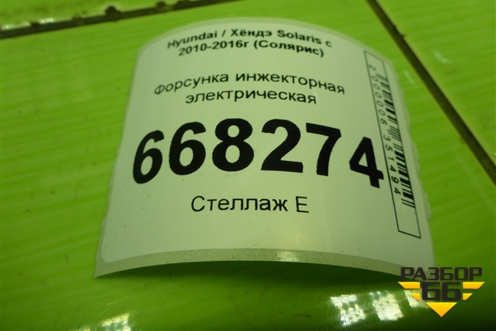 Hyundai / Хёндэ Solaris с
2010-2016г (Солярис)
Форсунка инжекторная
электрическая
668274
Стеллаж Е
РАЗБОР
66